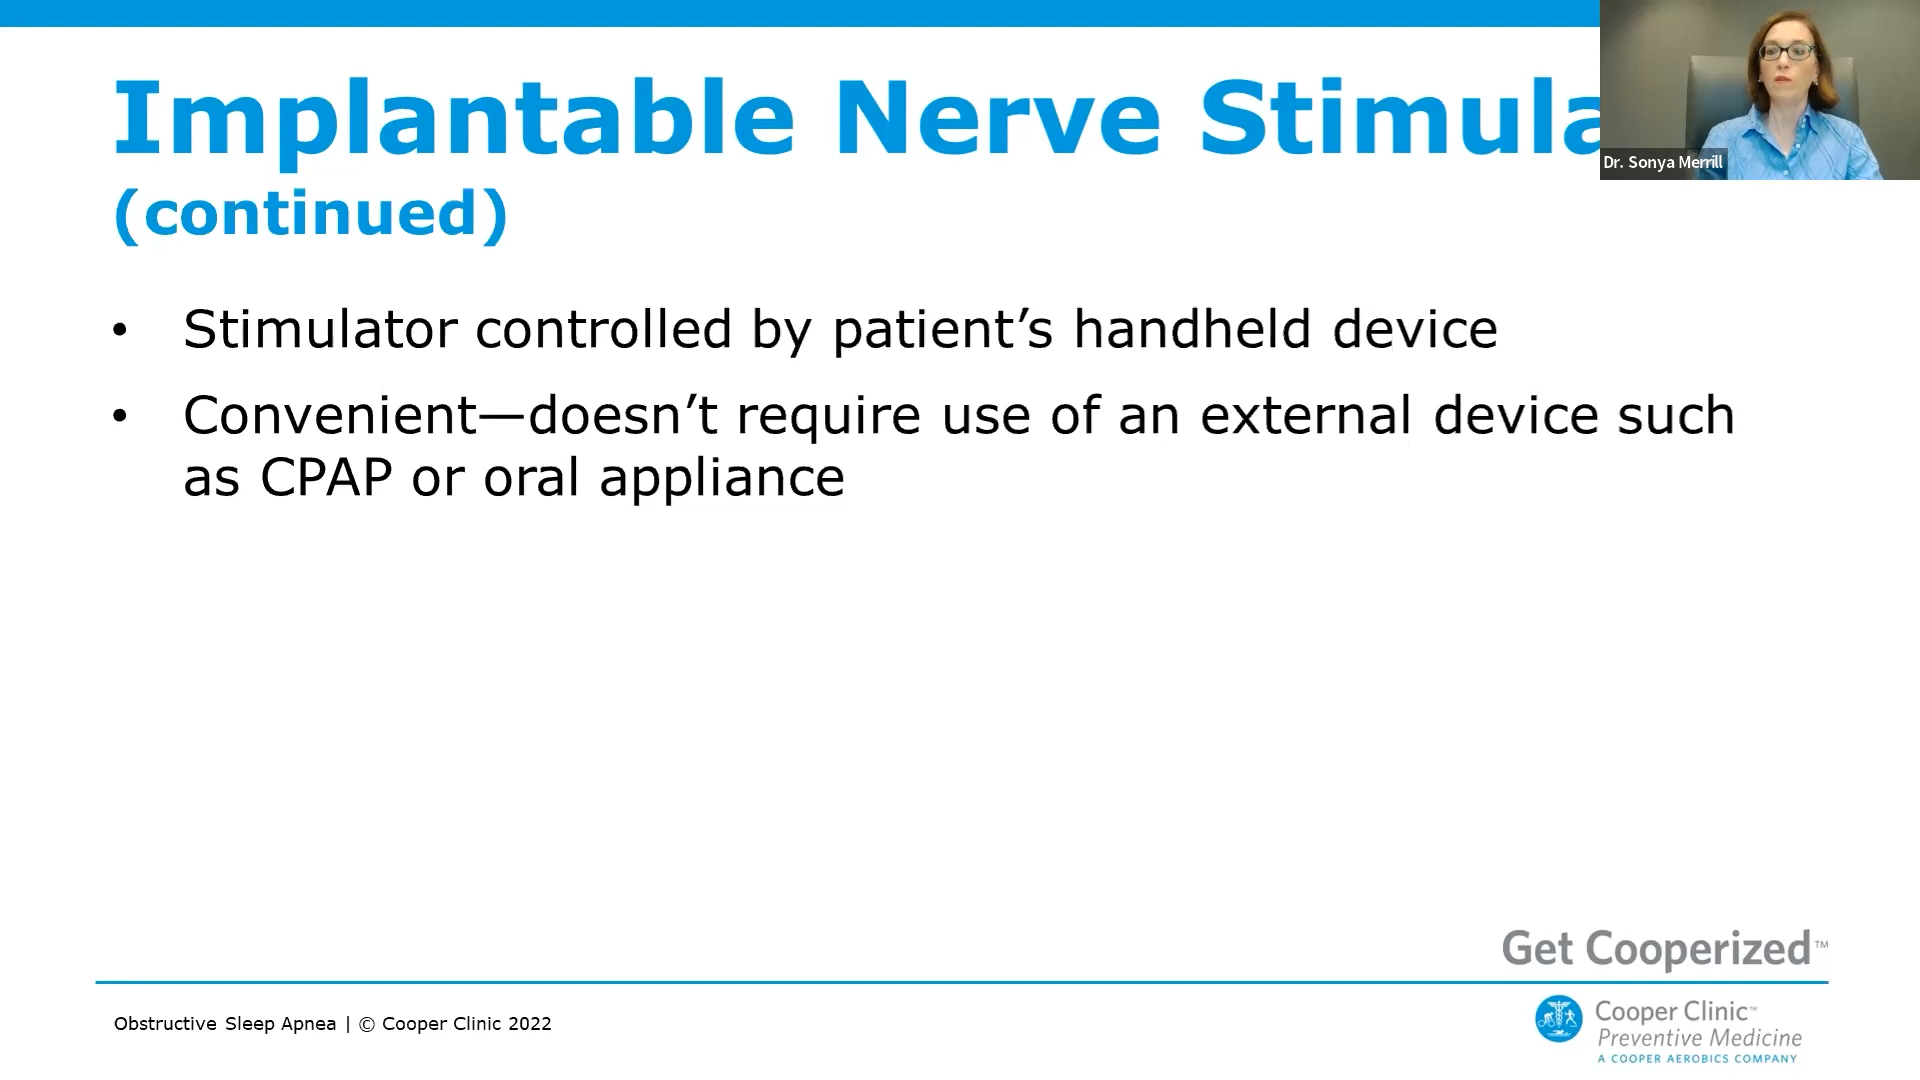 Implantable Nerve Stimula
(continued)
Dr. Sonya Merrill
• Stimulator controlled by patient’s handheld device
• Convenient—doesn’t require use of an external device such
as CPAP or oral appliance
Get Cooperized™
Obstructive Sleep Apnea | © Cooper Clinic 2022
Cooper Clinic™
Preventive Medicine
A COOPER AEROBICS COMPANY